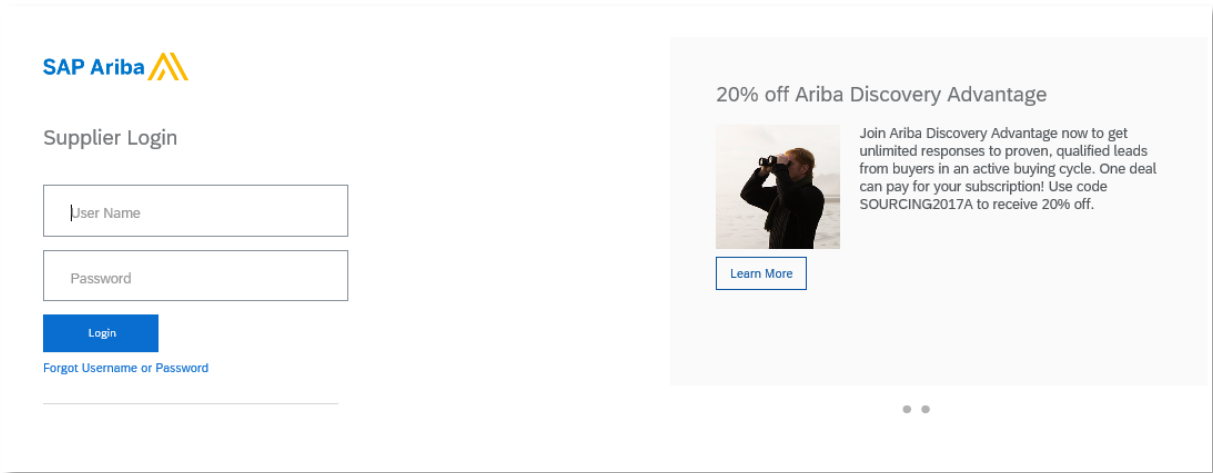 SAP Ariba
Supplier Login
User Name
Password
Login
Forgot Username or Password
20% off Ariba Discovery Advantage
Join Ariba Discovery Advantage now to get
unlimited responses to proven, qualified leads
from buyers in an active buying cycle. One deal
can pay for your subscription! Use code
SOURCING2017A to receive 20% off.
Learn More